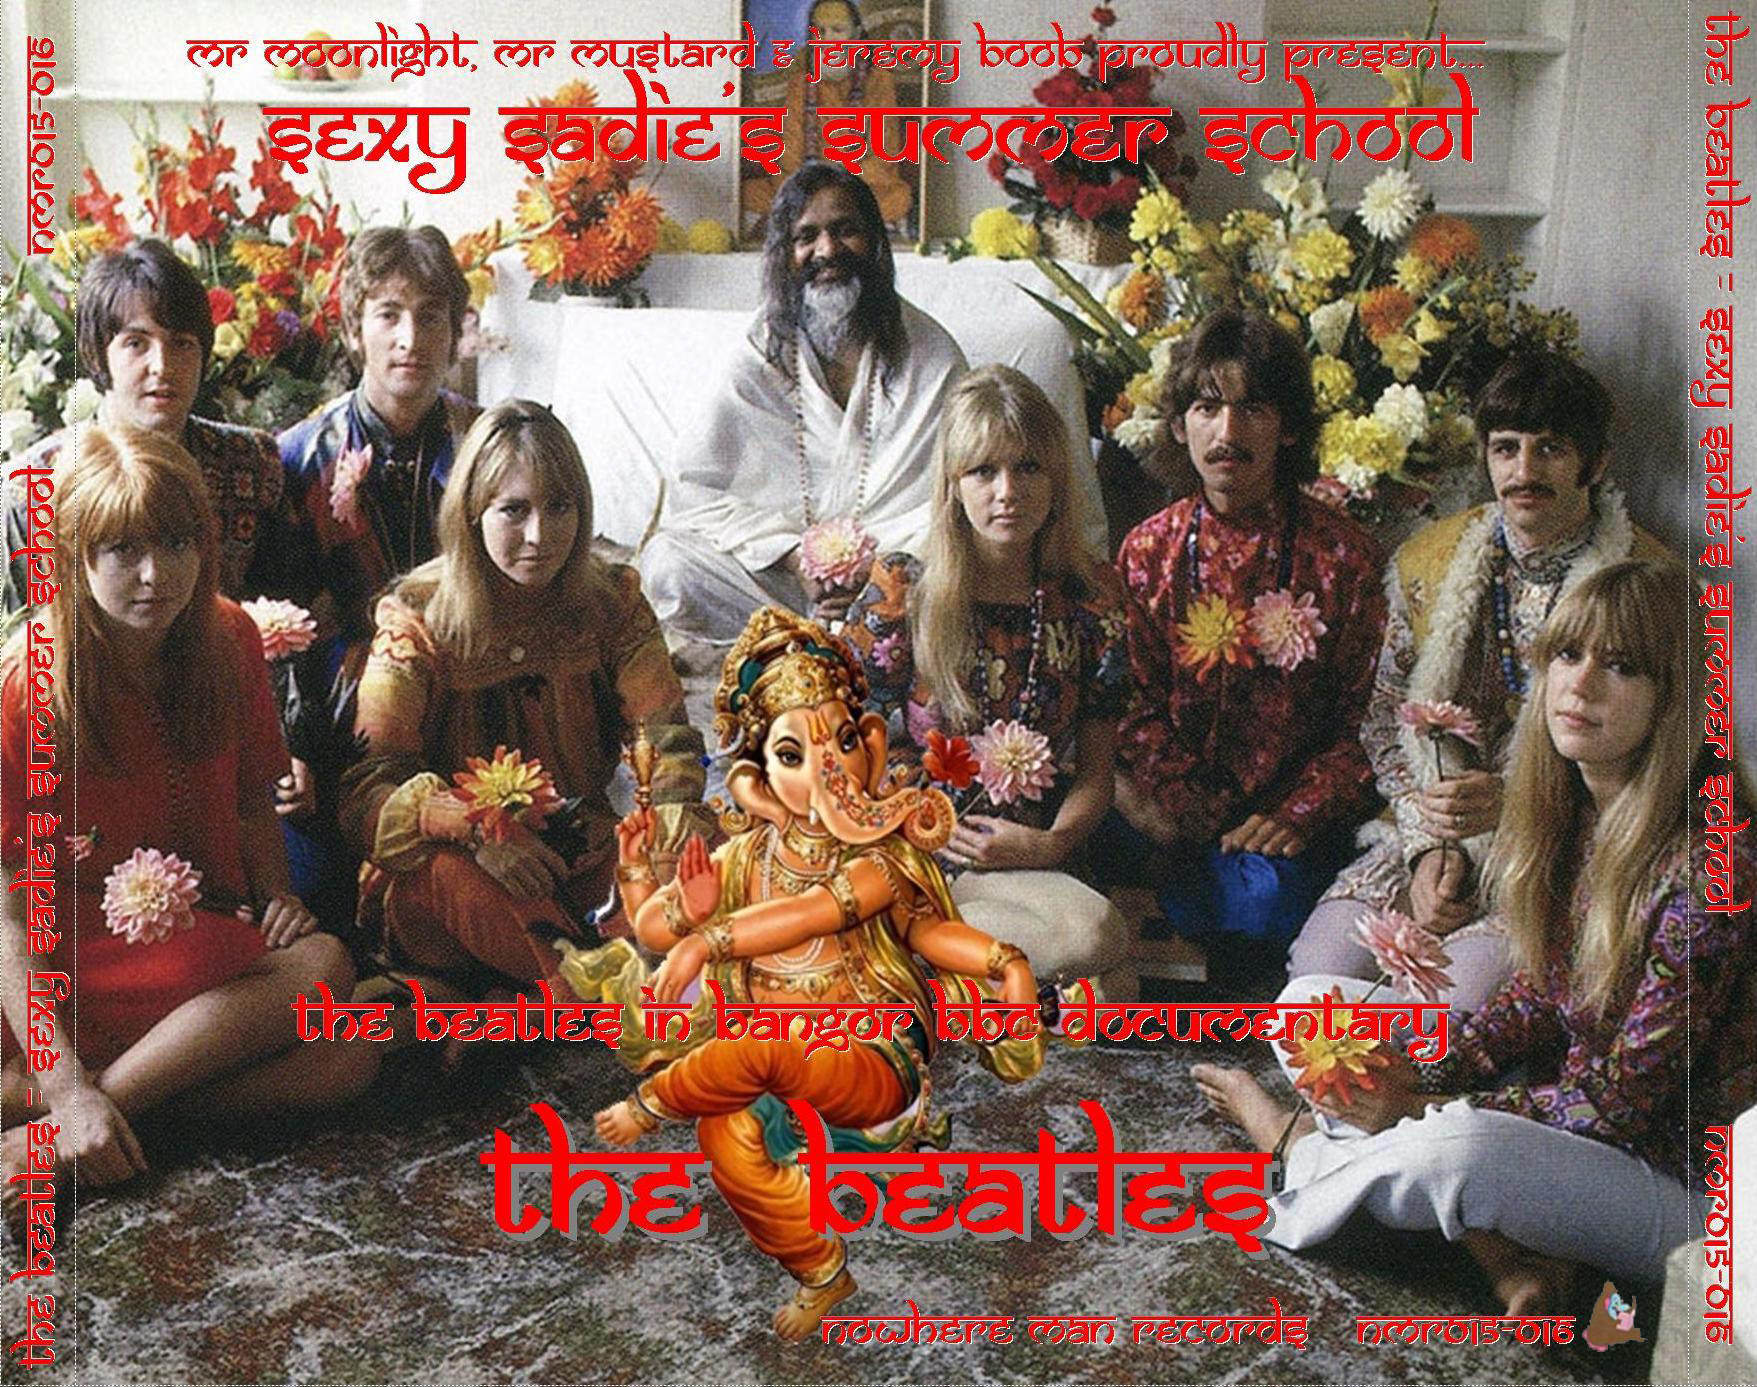 mr moonlight, mr mustard & jeremy boob proudly present...
sexy sadie's summer school
the beatles in bangor bbc documentary
the beatles
nowhere man records nmr015-016
the beatles - sexy sadie's summer school nmr015-016
the beatles - sexy sadie's summer school nmr015-016